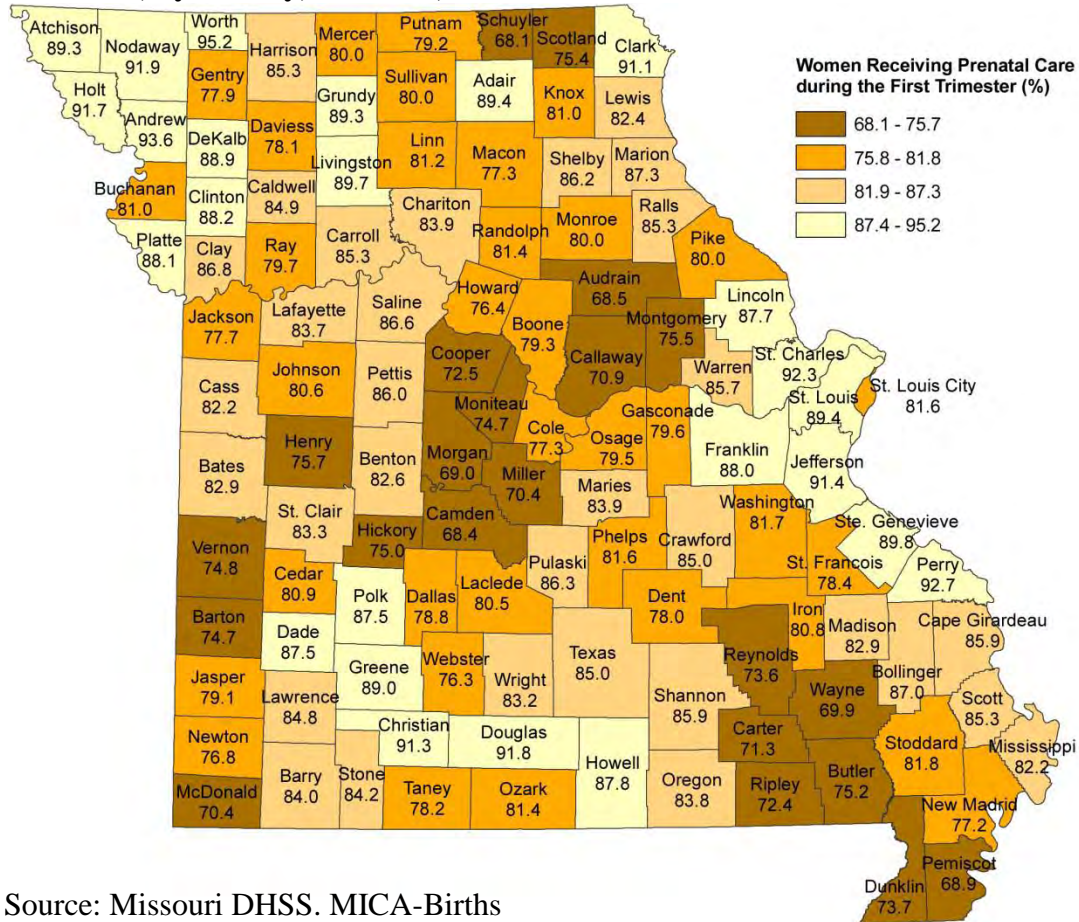 Atchison
89.3
Nodaway
91.9
Worth
95.2
Harrison
85.3
Mercer
80.0
Putnam
79.2
Schuyler
68.1
Scotland
75.4
Clark
91.1
Holt
91.7
Andrew
93.6
Gentry
77.9
DeKalb
88.9
Daviess
78.1
Grundy
89.3
Sullivan
80.0
Adair
89.4
Knox
81.0
Lewis
82.4
Livingston
89.7
Linn
81.2
Macon
77.3
Shelby
86.2
Marion
87.3
Buchanan
81.0
Clinton
88.2
Caldwell
84.9
Chariton
83.9
Randolph
81.4
Monroe
80.0
Ralls
85.3
Pike
80.0
Platte
88.1
Clay
86.8
Ray
79.7
Carroll
85.3
Jackson
77.7
Lafayette
83.7
Saline
86.6
Howard
76.4
Boone
79.3
Audrain
68.5
Montgomery
75.5
Lincoln
87.7
Callaway
70.9
Warren
85.7
St. Charles
92.3
St. Louis
89.4
St. Louis City
81.6
Cass
82.2
Johnson
80.6
Pettis
86.0
Cooper
72.5
Moniteau
74.7
Cole
77.3
Osage
79.5
Gasconade
79.6
Franklin
88.0
Jefferson
91.4
Bates
82.9
Henry
75.7
Benton
82.6
Morgan
69.0
Miller
70.4
Maries
83.9
St. Clair
83.3
Hickory
75.0
Camden
68.4
Pulaski
86.3
Phelps
81.6
Crawford
85.0
Washington
81.7
Ste. Genevieve
89.8
St. Francois
78.4
Perry
92.7
Vernon
74.8
Cedar
80.9
Polk
87.5
Dallas
78.8
Laclede
80.5
Dent
78.0
Iron
80.8
Madison
82.9
Cape Girardeau
85.9
Barton
74.7
Dade
87.5
Greene
89.0
Webster
76.3
Wright
83.2
Texas
85.0
Reynolds
73.6
Wayne
69.9
Bollinger
87.0
Scott
85.3
Mississippi
82.2
Jasper
79.1
Lawrence
84.8
Christian
91.3
Douglas
91.8
Howell
87.8
Shannon
85.9
Carter
71.3
Butler
75.2
Stoddard
81.8
Newton
76.8
McDonald
70.4
Barry
84.0
Stone
84.2
Taney
78.2
Ozark
81.4
Oregon
83.8
Ripley
72.4
New Madrid
77.2
Pemiscot
68.9
Dunklin
73.7
Women Receiving Prenatal Care
during the First Trimester (%)
68.1 - 75.7
75.8 - 81.8
81.9 - 87.3
87.4 - 95.2
Source: Missouri DHSS. MICA-Births